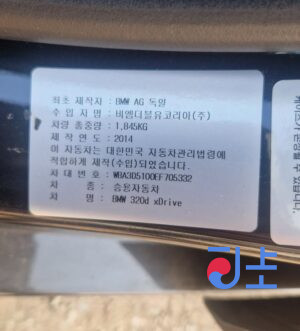 최초 제작자 : BMW AG 독일
수 입 자 명 : 비엠더블유코리아(주)
차량 총중량 : 1,845KG
제 작 연 도 : 2014
이 자동차는 대한민국 자동차관리법령에
적합하게 제작(수입)되었습니다.
차 대 번 호 : WBA3D5100EF705332
차 종 : 승용자동차
차 명 : BMW 320d xDrive